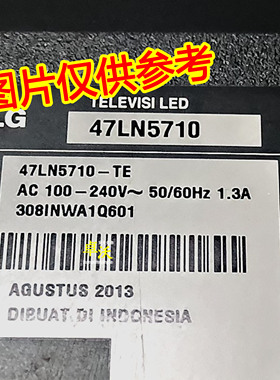 图片仅供参考
LG
TELEVISI LED
47LN5710
47LN5710-TE
AC 100-240V~ 50/60Hz 1.3A
308INWA1Q601
AGUSTUS 2013
DIBUAT DI INDONESIA